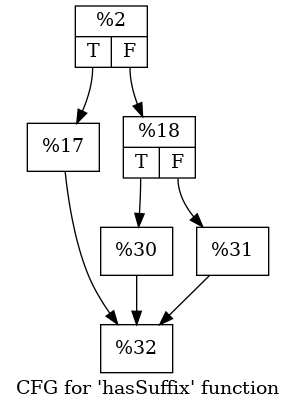 %2
T F
%17
%18
T F
%30
%31
%32
CFG for 'hasSuffix' function